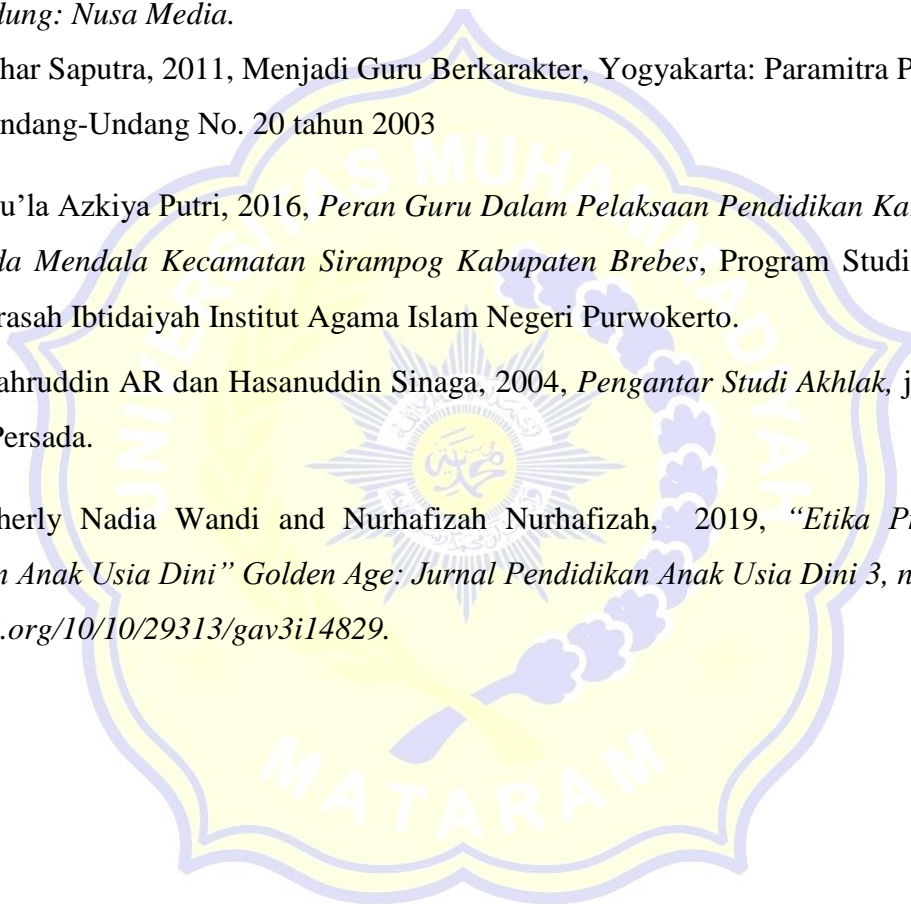 dung: Nusa Media.
har Saputra, 2011, Menjadi Guru Berkarakter, Yogyakarta: Paramitra P
ndang-Undang No. 20 tahun 2003
u’la Azkiya Putri, 2016, Peran Guru Dalam Pelaksaan Pendidikan Ka
da Mendala Kecamatan Sirampog Kabupaten Brebes, Program Studi
rasah Ibtidaiyah Institut Agama Islam Negeri Purwokerto.
ahruddin AR dan Hasanuddin Sinaga, 2004, Pengantar Studi Akhlak, j
Persada.
herly Nadia Wandi and Nurhafizah Nurhafizah, 2019, “Etika P
n Anak Usia Dini” Golden Age: Jurnal Pendidikan Anak Usia Dini 3, n
.org/10/10/29313/gav3i14829.
UNIVERSITAS MUHAMMADIYAH
MATARAM